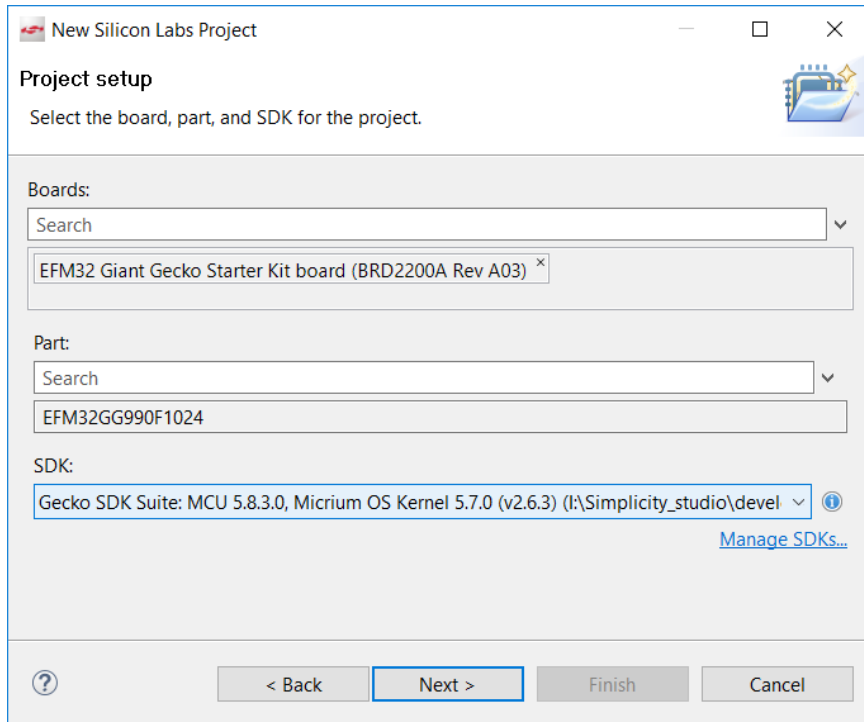 New Silicon Labs Project
Project setup
Select the board, part, and SDK for the project.
Boards:
Search
EFM32 Giant Gecko Starter Kit board (BRD2200A Rev A03) ×
Part:
Search
EFM32GG990F1024
SDK:
Gecko SDK Suite: MCU 5.8.3.0, Micrium OS Kernel 5.7.0 (v2.6.3) (I:\Simplicity_studio\devel
Manage SDKs...
? < Back Next > Finish Cancel